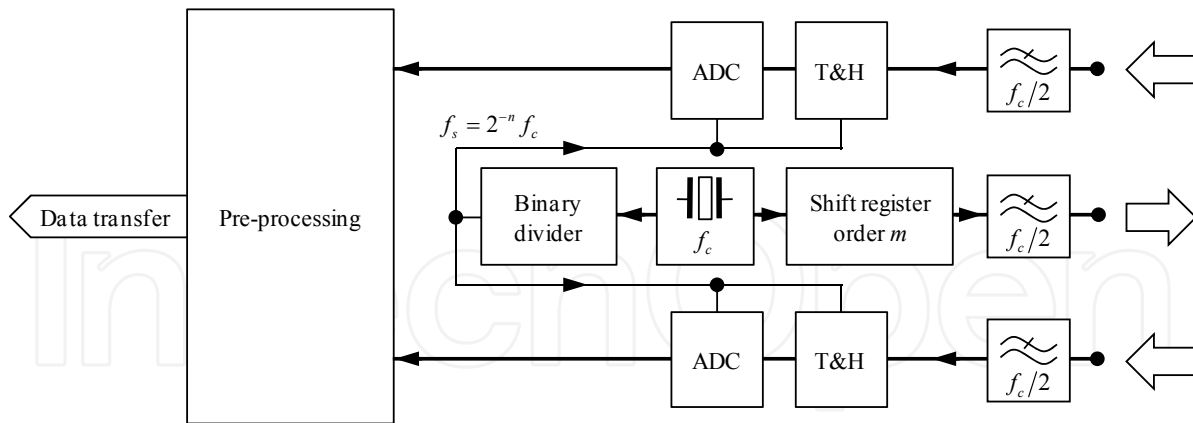 ADC
T&H
f_c/2
f_s = 2^{-n} f_c
Data transfer
Pre-processing
Binary
divider
f_c
Shift register
order m
f_c/2
ADC
T&H
f_c/2
InTechOpen